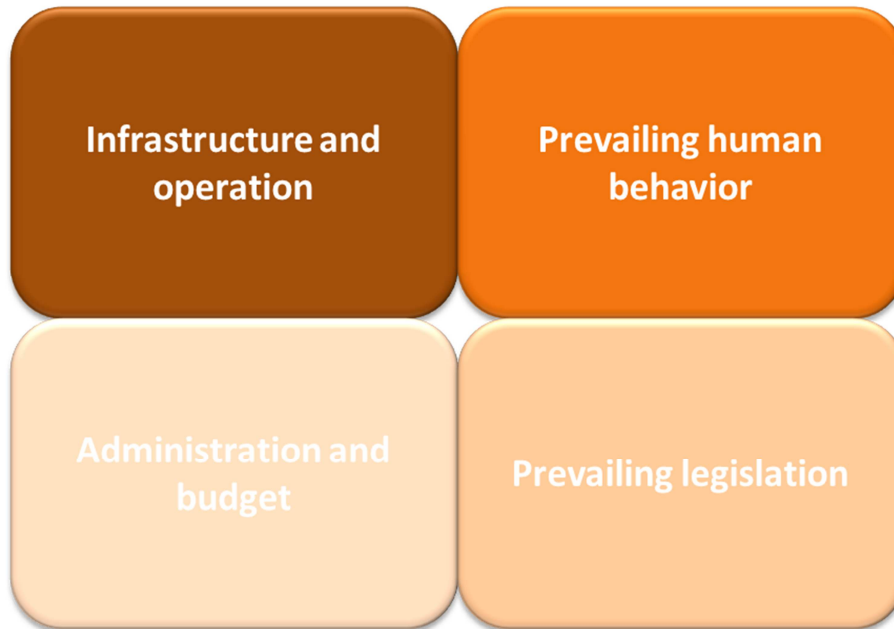 Infrastructure and
operation
Prevailing human
behavior
Administration and
budget
Prevailing legislation